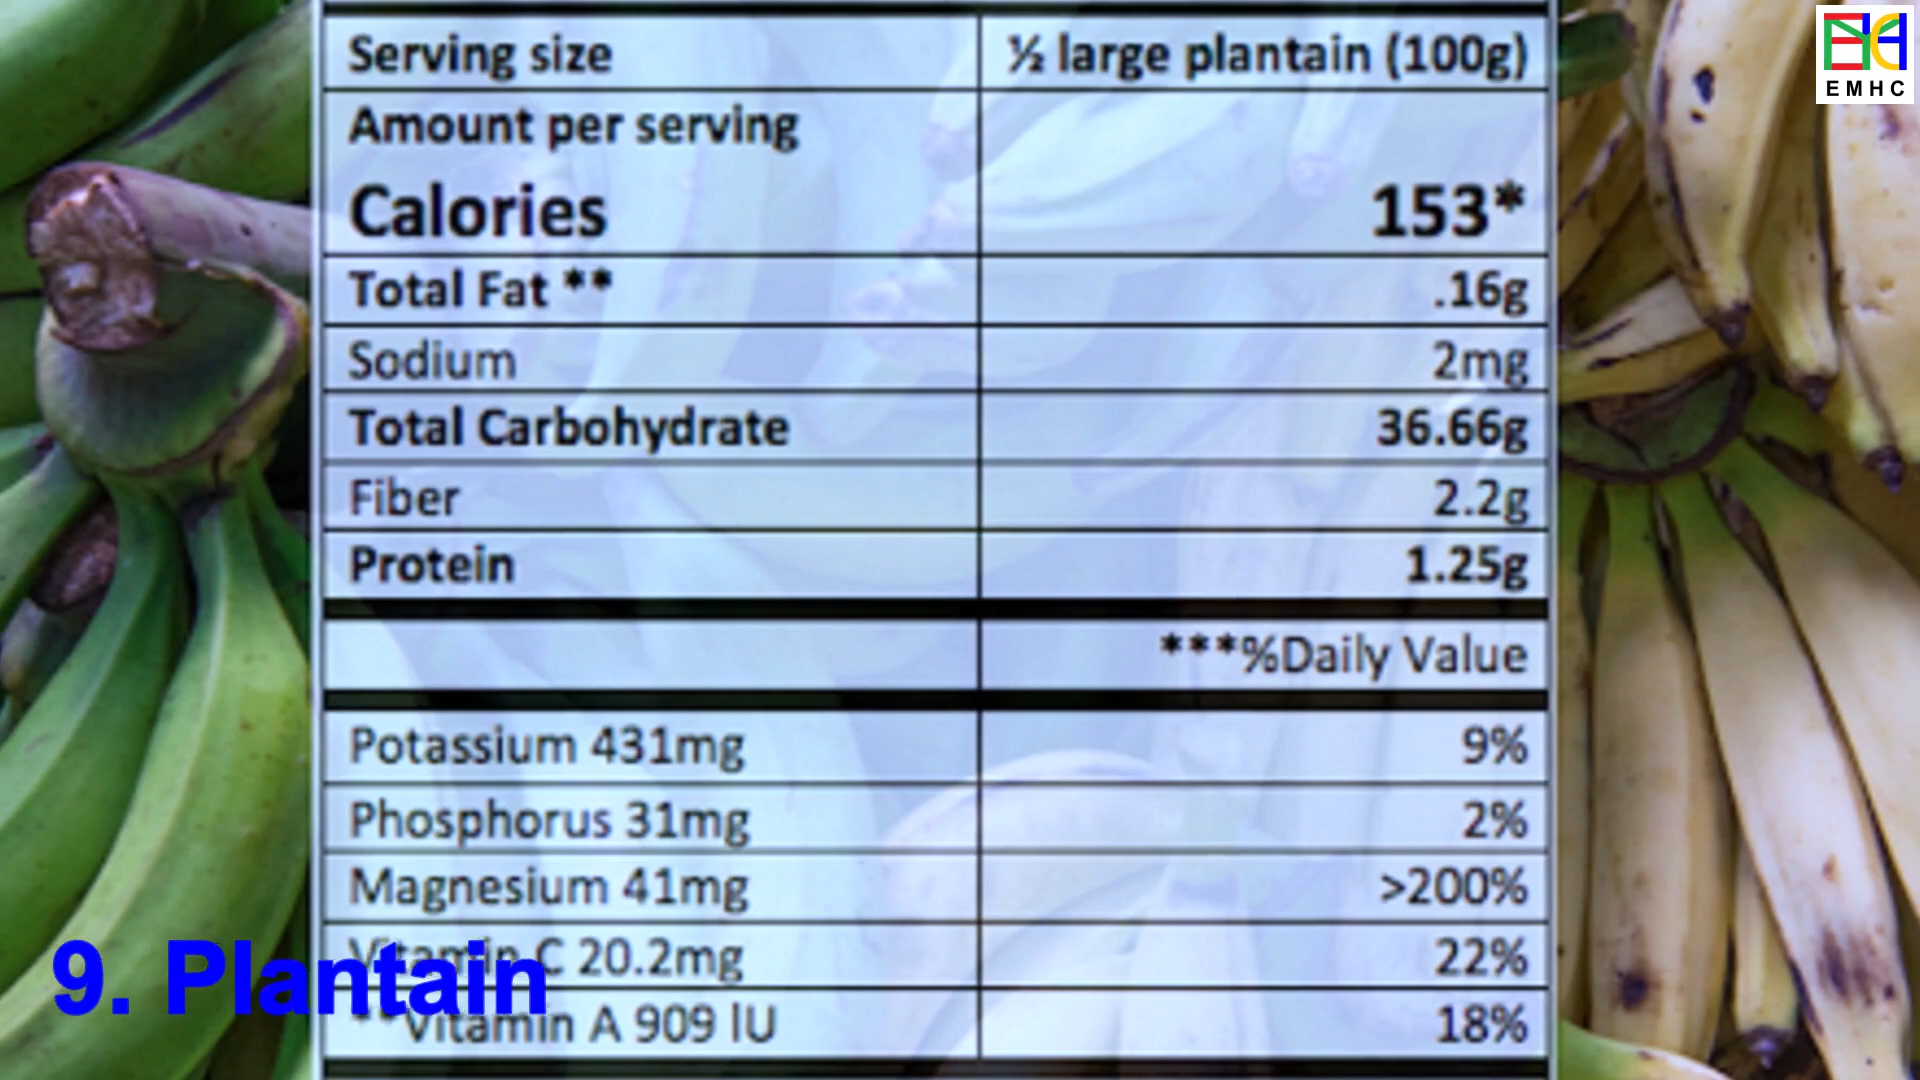 Serving size ½ large plantain (100g)
Amount per serving
Calories 153*
Total Fat ** .16g
Sodium 2mg
Total Carbohydrate 36.66g
Fiber 2.2g
Protein 1.25g
***%Daily Value
Potassium 431mg 9%
Phosphorus 31mg 2%
Magnesium 41mg >200%
Vitamin C 20.2mg 22%
**Vitamin A 909 IU 18%
9. Plantain
EMHC